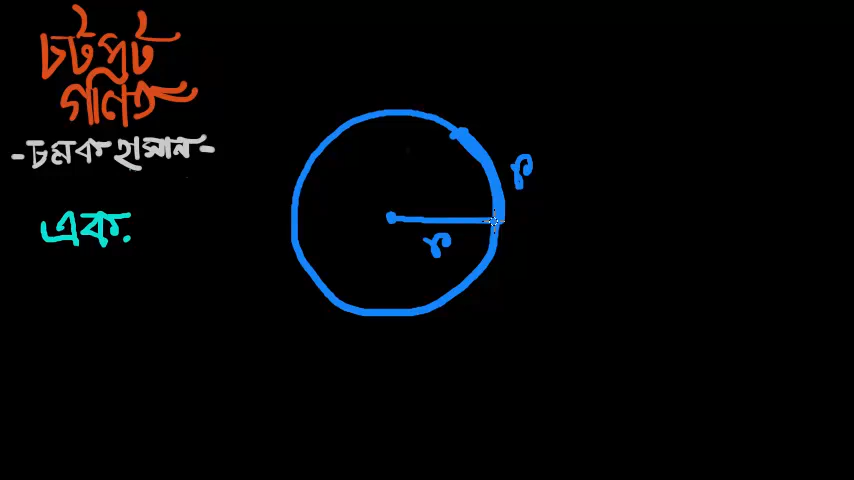 চটপট
গণিত
-চমক হাসান-
এক.
r
r